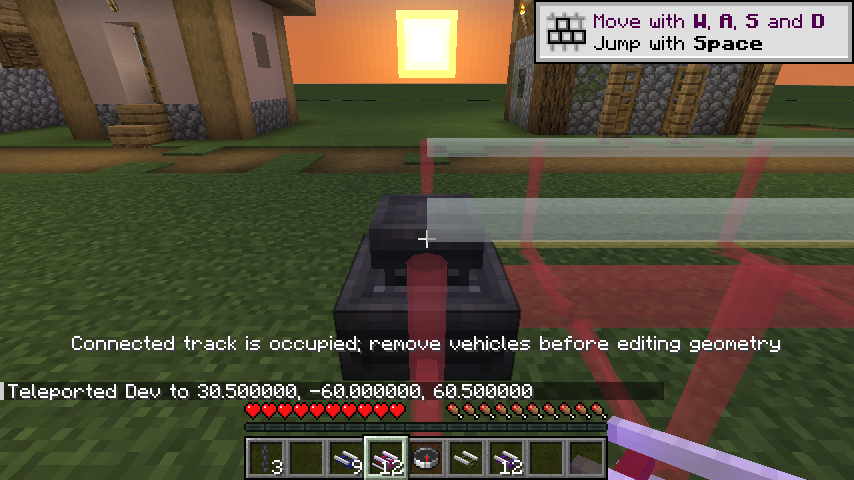 Move with W, A, S and D
Jump with Space
Connected track is occupied; remove vehicles before editing geometry
Teleported Dev to 30.500000, -60.000000, 60.500000
3 9 12 12